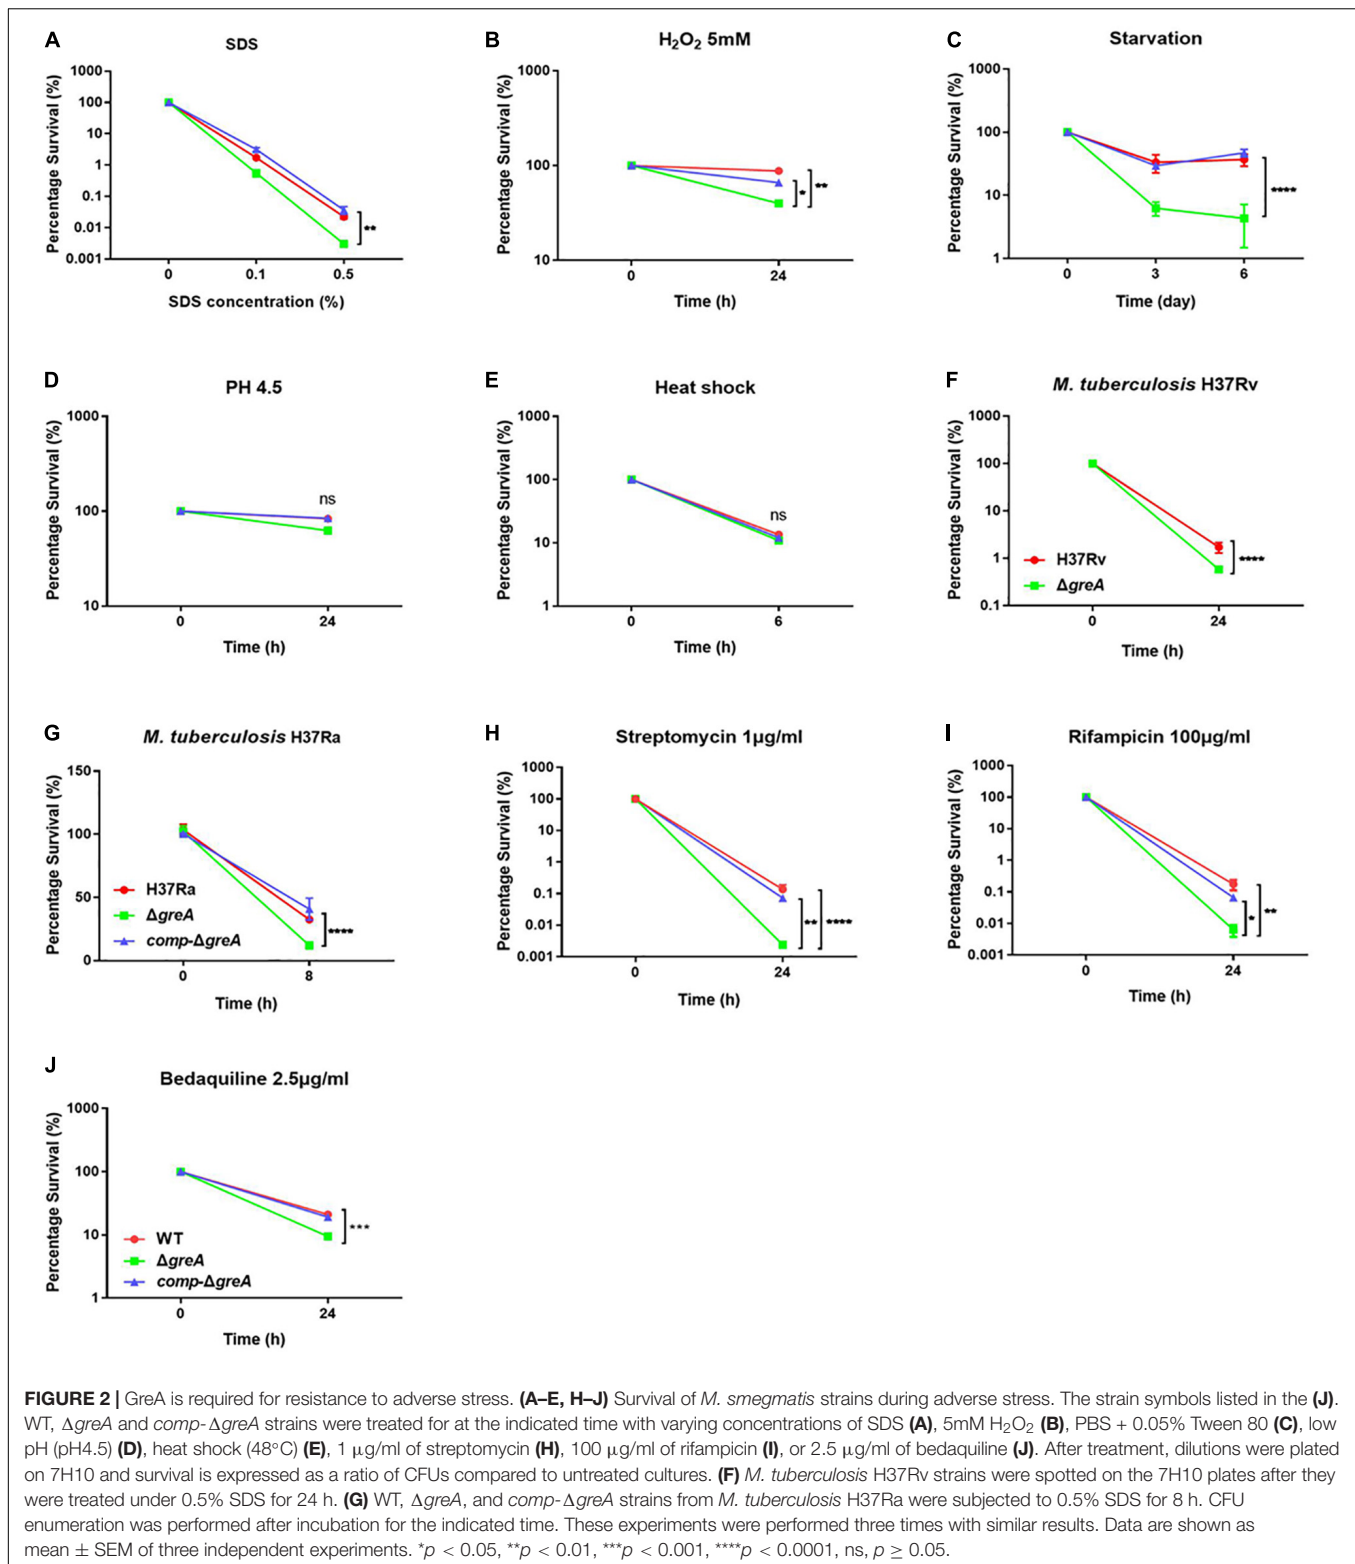 A
SDS
Percentage Survival (%)
1000
100
10
1
0.1
0.01
0.001
**
0
0.1
0.5
SDS concentration (%)
B
H₂O₂ 5mM
Percentage Survival (%)
1000
100
10
*
**
0
24
Time (h)
C
Starvation
Percentage Survival (%)
1000
100
10
1
****
0
3
6
Time (day)
D
PH 4.5
Percentage Survival (%)
1000
100
10
ns
0
24
Time (h)
E
Heat shock
Percentage Survival (%)
1000
100
10
1
ns
0
6
Time (h)
F
M. tuberculosis H37Rv
Percentage Survival (%)
1000
100
10
1
0.1
H37Rv
ΔgreA
****
0
24
Time (h)
G
M. tuberculosis H37Ra
Percentage Survival (%)
150
100
50
0
H37Ra
ΔgreA
comp-ΔgreA
****
0
8
Time (h)
H
Streptomycin 1μg/ml
Percentage Survival (%)
1000
100
10
1
0.1
0.01
0.001
**
****
0
24
Time (h)
I
Rifampicin 100μg/ml
Percentage Survival (%)
1000
100
10
1
0.1
0.01
0.001
*
**
0
24
Time (h)
J
Bedaquiline 2.5μg/ml
Percentage Survival (%)
1000
100
10
1
WT
ΔgreA
comp-ΔgreA
***
0
24
Time (h)
FIGURE 2 | GreA is required for resistance to adverse stress. (A–E, H–J) Survival of M. smegmatis strains during adverse stress. The strain symbols listed in the (J).
WT, ΔgreA and comp-ΔgreA strains were treated for at the indicated time with varying concentrations of SDS (A), 5mM H₂O₂ (B), PBS + 0.05% Tween 80 (C), low
pH (pH4.5) (D), heat shock (48°C) (E), 1 μg/ml of streptomycin (H), 100 μg/ml of rifampicin (I), or 2.5 μg/ml of bedaquiline (J). After treatment, dilutions were plated
on 7H10 and survival is expressed as a ratio of CFUs compared to untreated cultures. (F) M. tuberculosis H37Rv strains were spotted on the 7H10 plates after they
were treated under 0.5% SDS for 24 h. (G) WT, ΔgreA, and comp-ΔgreA strains from M. tuberculosis H37Ra were subjected to 0.5% SDS for 8 h. CFU
enumeration was performed after incubation for the indicated time. These experiments were performed three times with similar results. Data are shown as
mean ± SEM of three independent experiments. *p < 0.05, **p < 0.01, ***p < 0.001, ****p < 0.0001, ns, p ≥ 0.05.